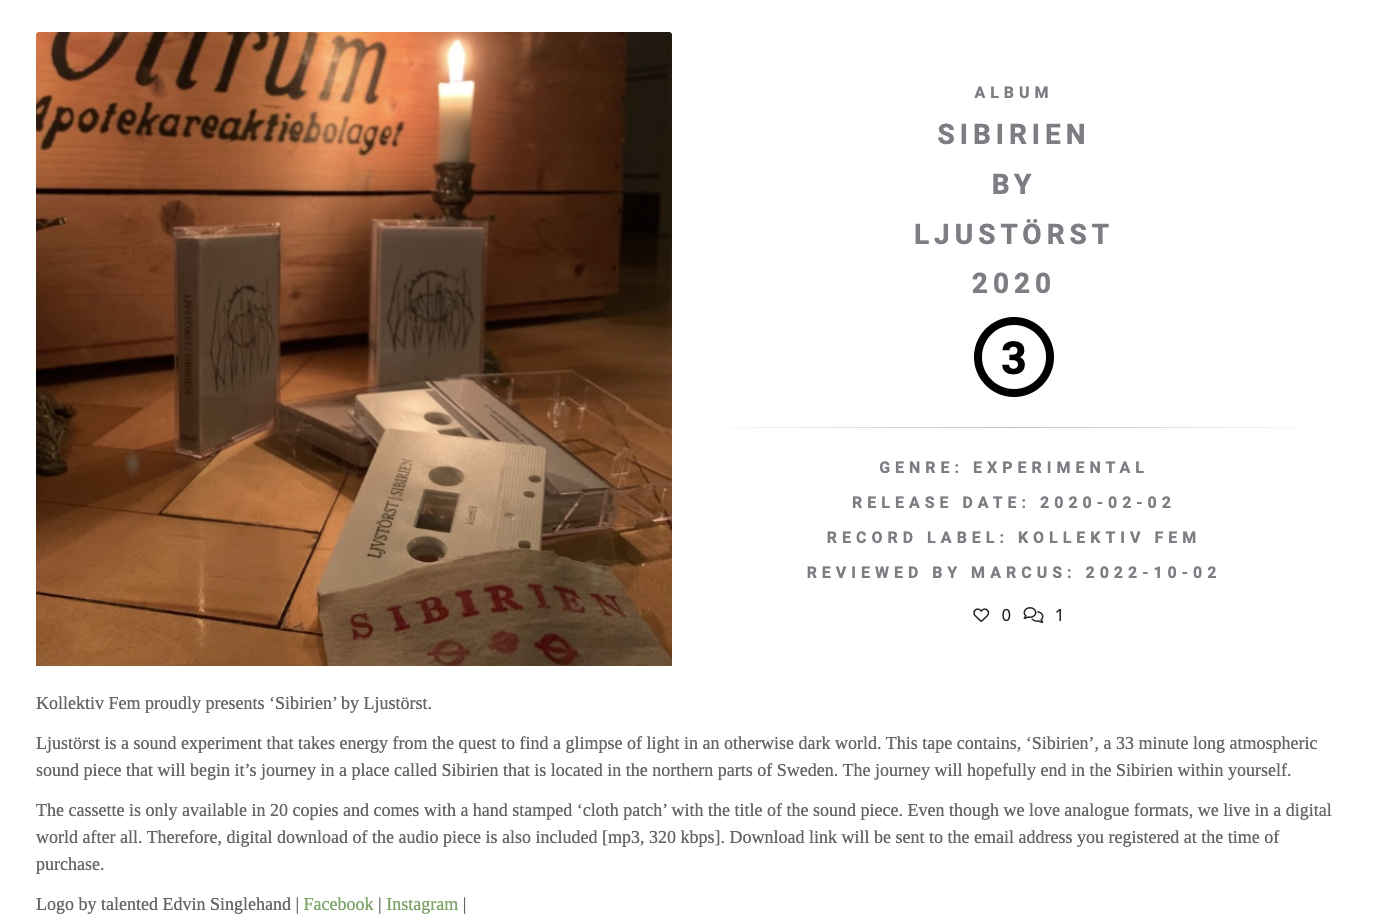 Apotekareaktiebolaget
LJUSTÖRST | SIBIRIEN
LJVSTÖRST | SIBIRIEN
SIBIRIEN
ALBUM
SIBIRIEN
BY
LJUSTÖRST
2020
3
GENRE: EXPERIMENTAL
RELEASE DATE: 2020-02-02
RECORD LABEL: KOLLEKTIV FEM
REVIEWED BY MARCUS: 2022-10-02
0 1
Kollektiv Fem proudly presents ‘Sibirien’ by Ljustörst.
Ljustörst is a sound experiment that takes energy from the quest to find a glimpse of light in an otherwise dark world. This tape contains, ‘Sibirien’, a 33 minute long atmospheric
sound piece that will begin it’s journey in a place called Sibirien that is located in the northern parts of Sweden. The journey will hopefully end in the Sibirien within yourself.
The cassette is only available in 20 copies and comes with a hand stamped ‘cloth patch’ with the title of the sound piece. Even though we love analogue formats, we live in a digital
world after all. Therefore, digital download of the audio piece is also included [mp3, 320 kbps]. Download link will be sent to the email address you registered at the time of
purchase.
Logo by talented Edvin Singlehand | Facebook | Instagram |